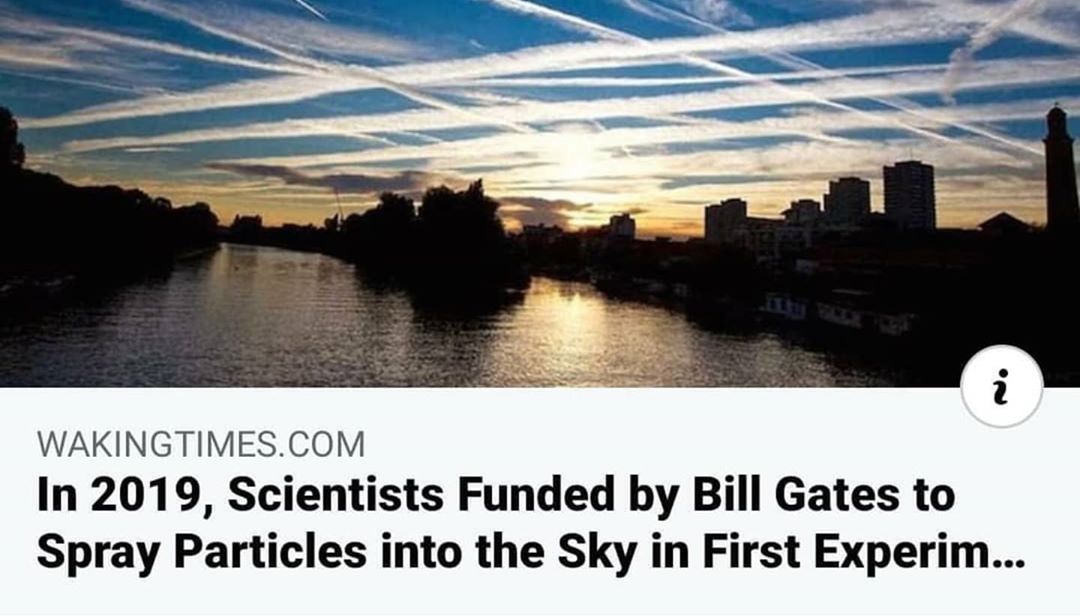 WAKINGTIMES.COM
In 2019, Scientists Funded by Bill Gates to
Spray Particles into the Sky in First Experim...